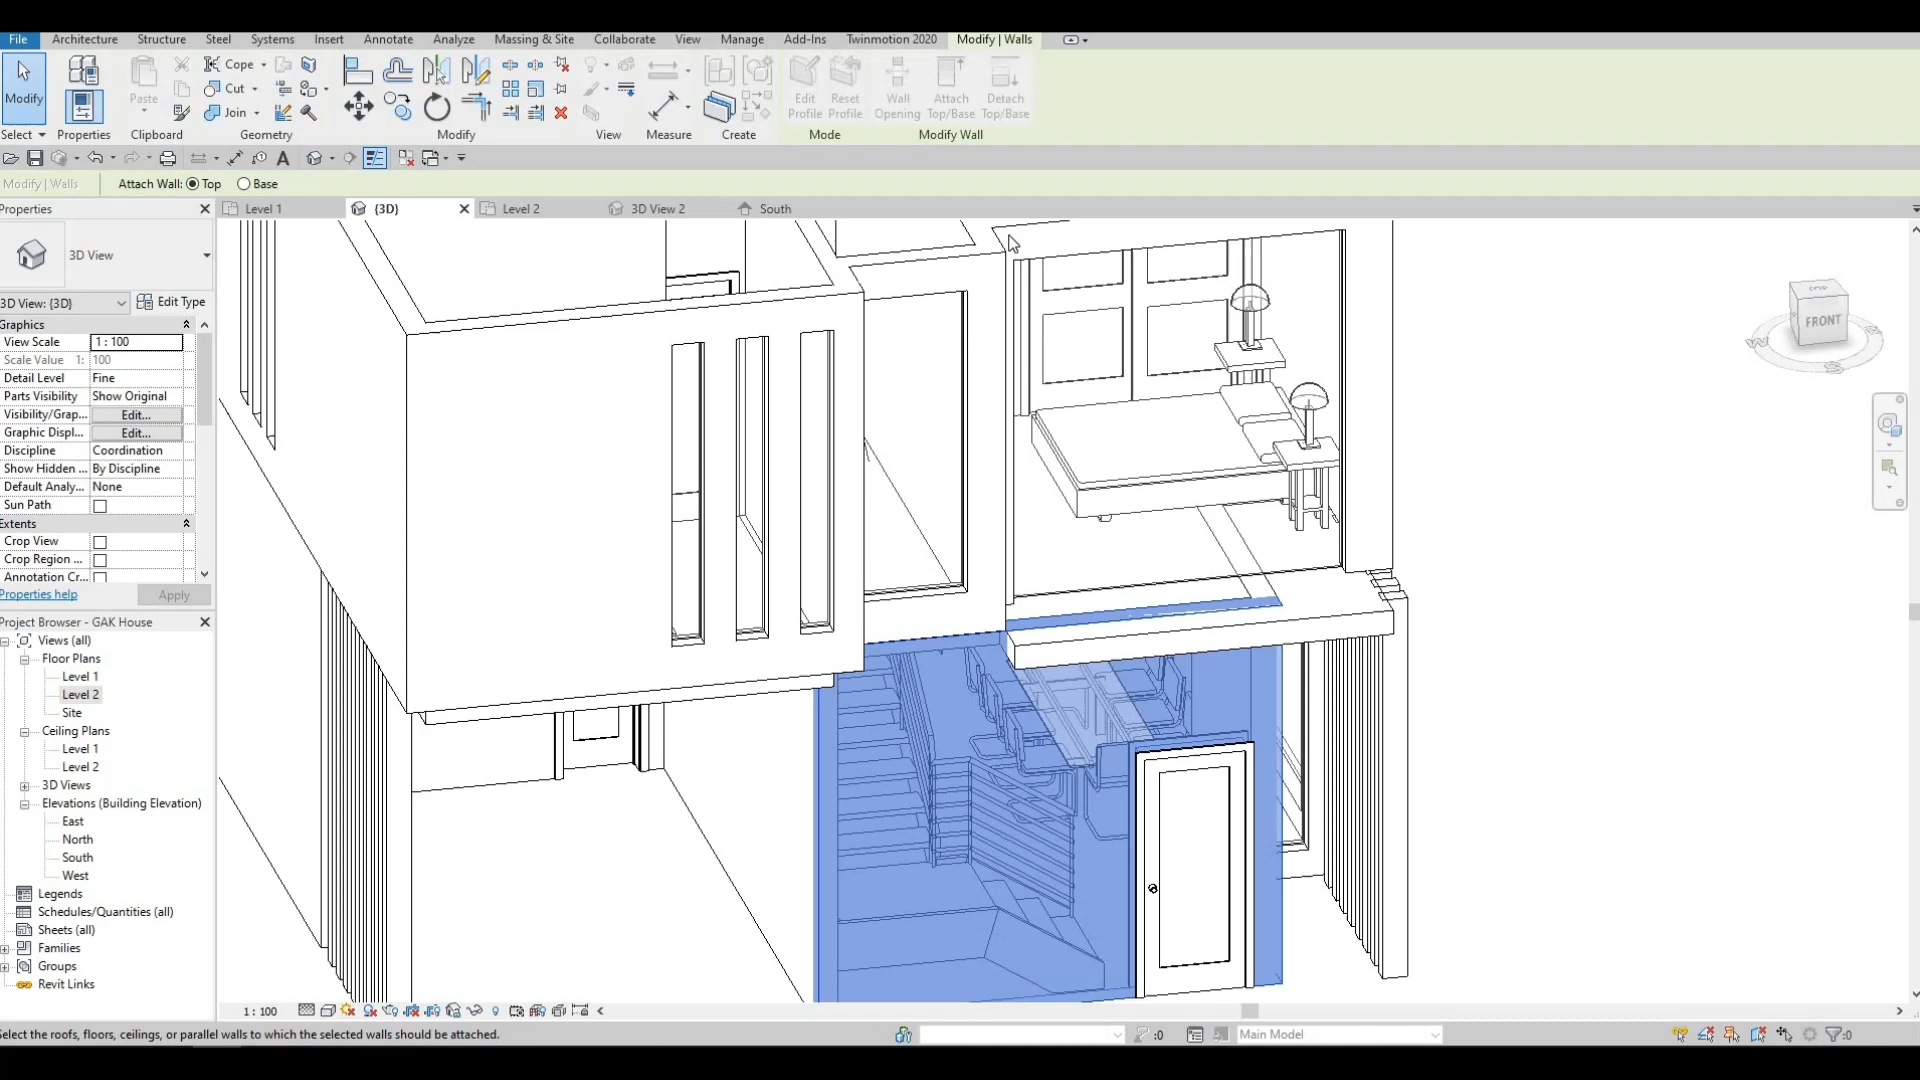 File Architecture Structure Steel Systems Insert Annotate Analyze Massing & Site Collaborate View Manage Add-Ins Twinmotion 2020 Modify | Walls
Modify
Select
Properties
Paste
Clipboard
Cope
Cut
Join
Geometry
Modify
View
Measure
Create
Edit Profile
Reset Profile
Mode
Wall Opening
Attach Top/Base
Detach Top/Base
Modify Wall
Modify | Walls Attach Wall: Top Base
Properties
Level 1 {3D} Level 2 3D View 2 South
3D View
3D View: {3D} Edit Type
Graphics
View Scale 1 : 100
Scale Value 1: 100
Detail Level Fine
Parts Visibility Show Original
Visibility/Grap... Edit...
Graphic Displ... Edit...
Discipline Coordination
Show Hidden ... By Discipline
Default Analy... None
Sun Path
Extents
Crop View
Crop Region ...
Annotation Cr...
Properties help Apply
FRONT
W
S
Project Browser - GAK House
Views (all)
Floor Plans
Level 1
Level 2
Site
Ceiling Plans
Level 1
Level 2
3D Views
Elevations (Building Elevation)
East
North
South
West
Legends
Schedules/Quantities (all)
Sheets (all)
Families
Groups
Revit Links
1 : 100
Select the roofs, floors, ceilings, or parallel walls to which the selected walls should be attached.
:0
Main Model
:0